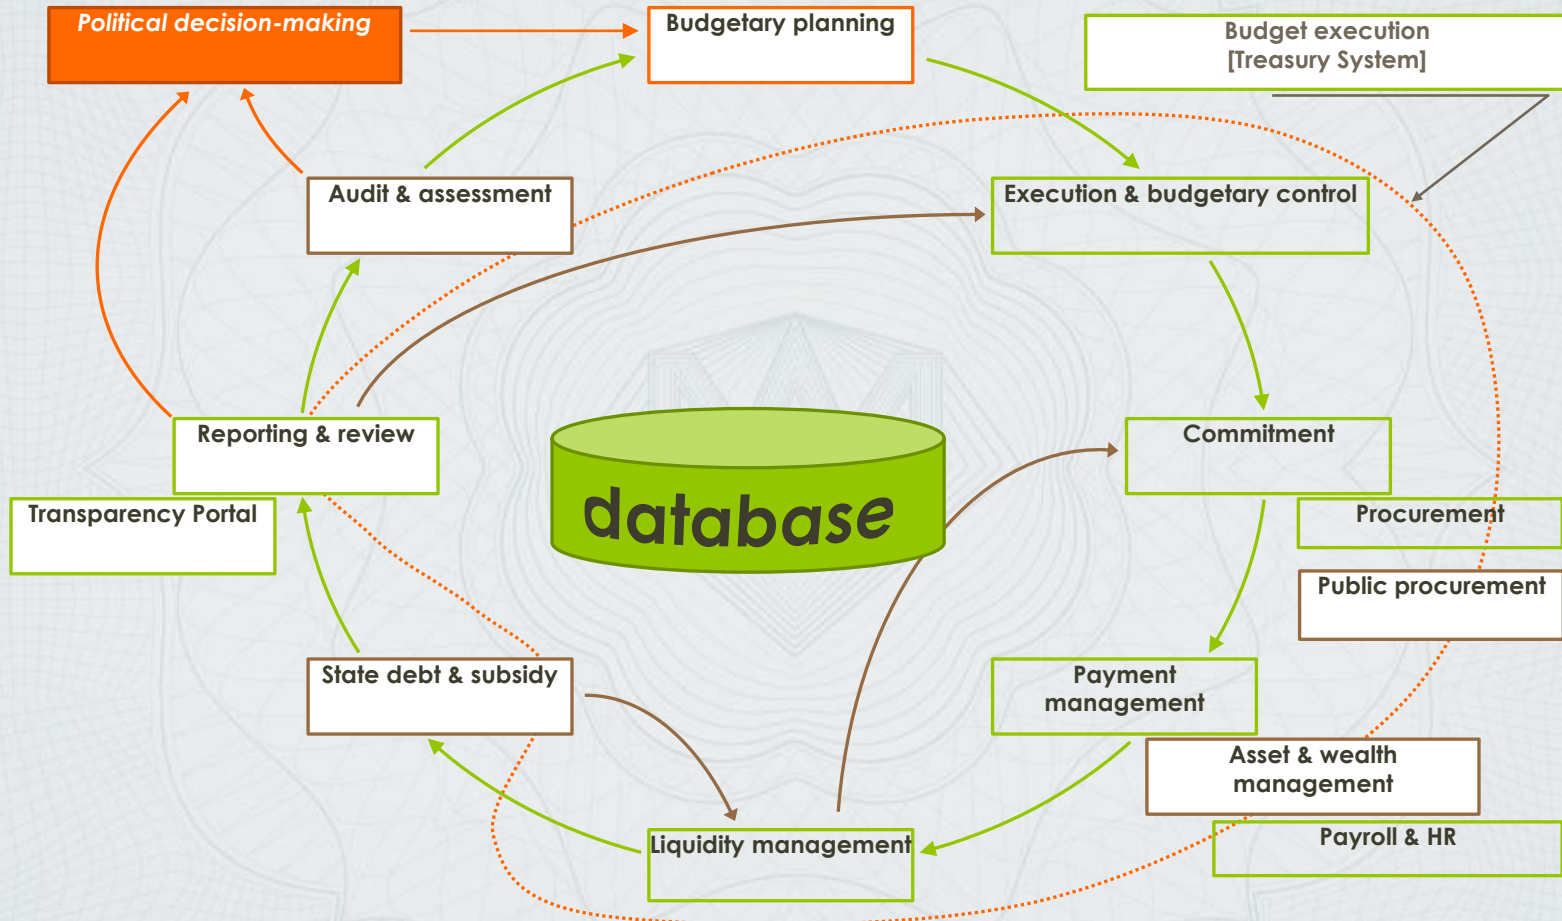 Political decision-making
Budgetary planning
Budget execution
[Treasury System]
Audit & assessment
Execution & budgetary control
Reporting & review
Commitment
Transparency Portal
database
Procurement
Public procurement
State debt & subsidy
Payment
management
Asset & wealth
management
Liquidity management
Payroll & HR